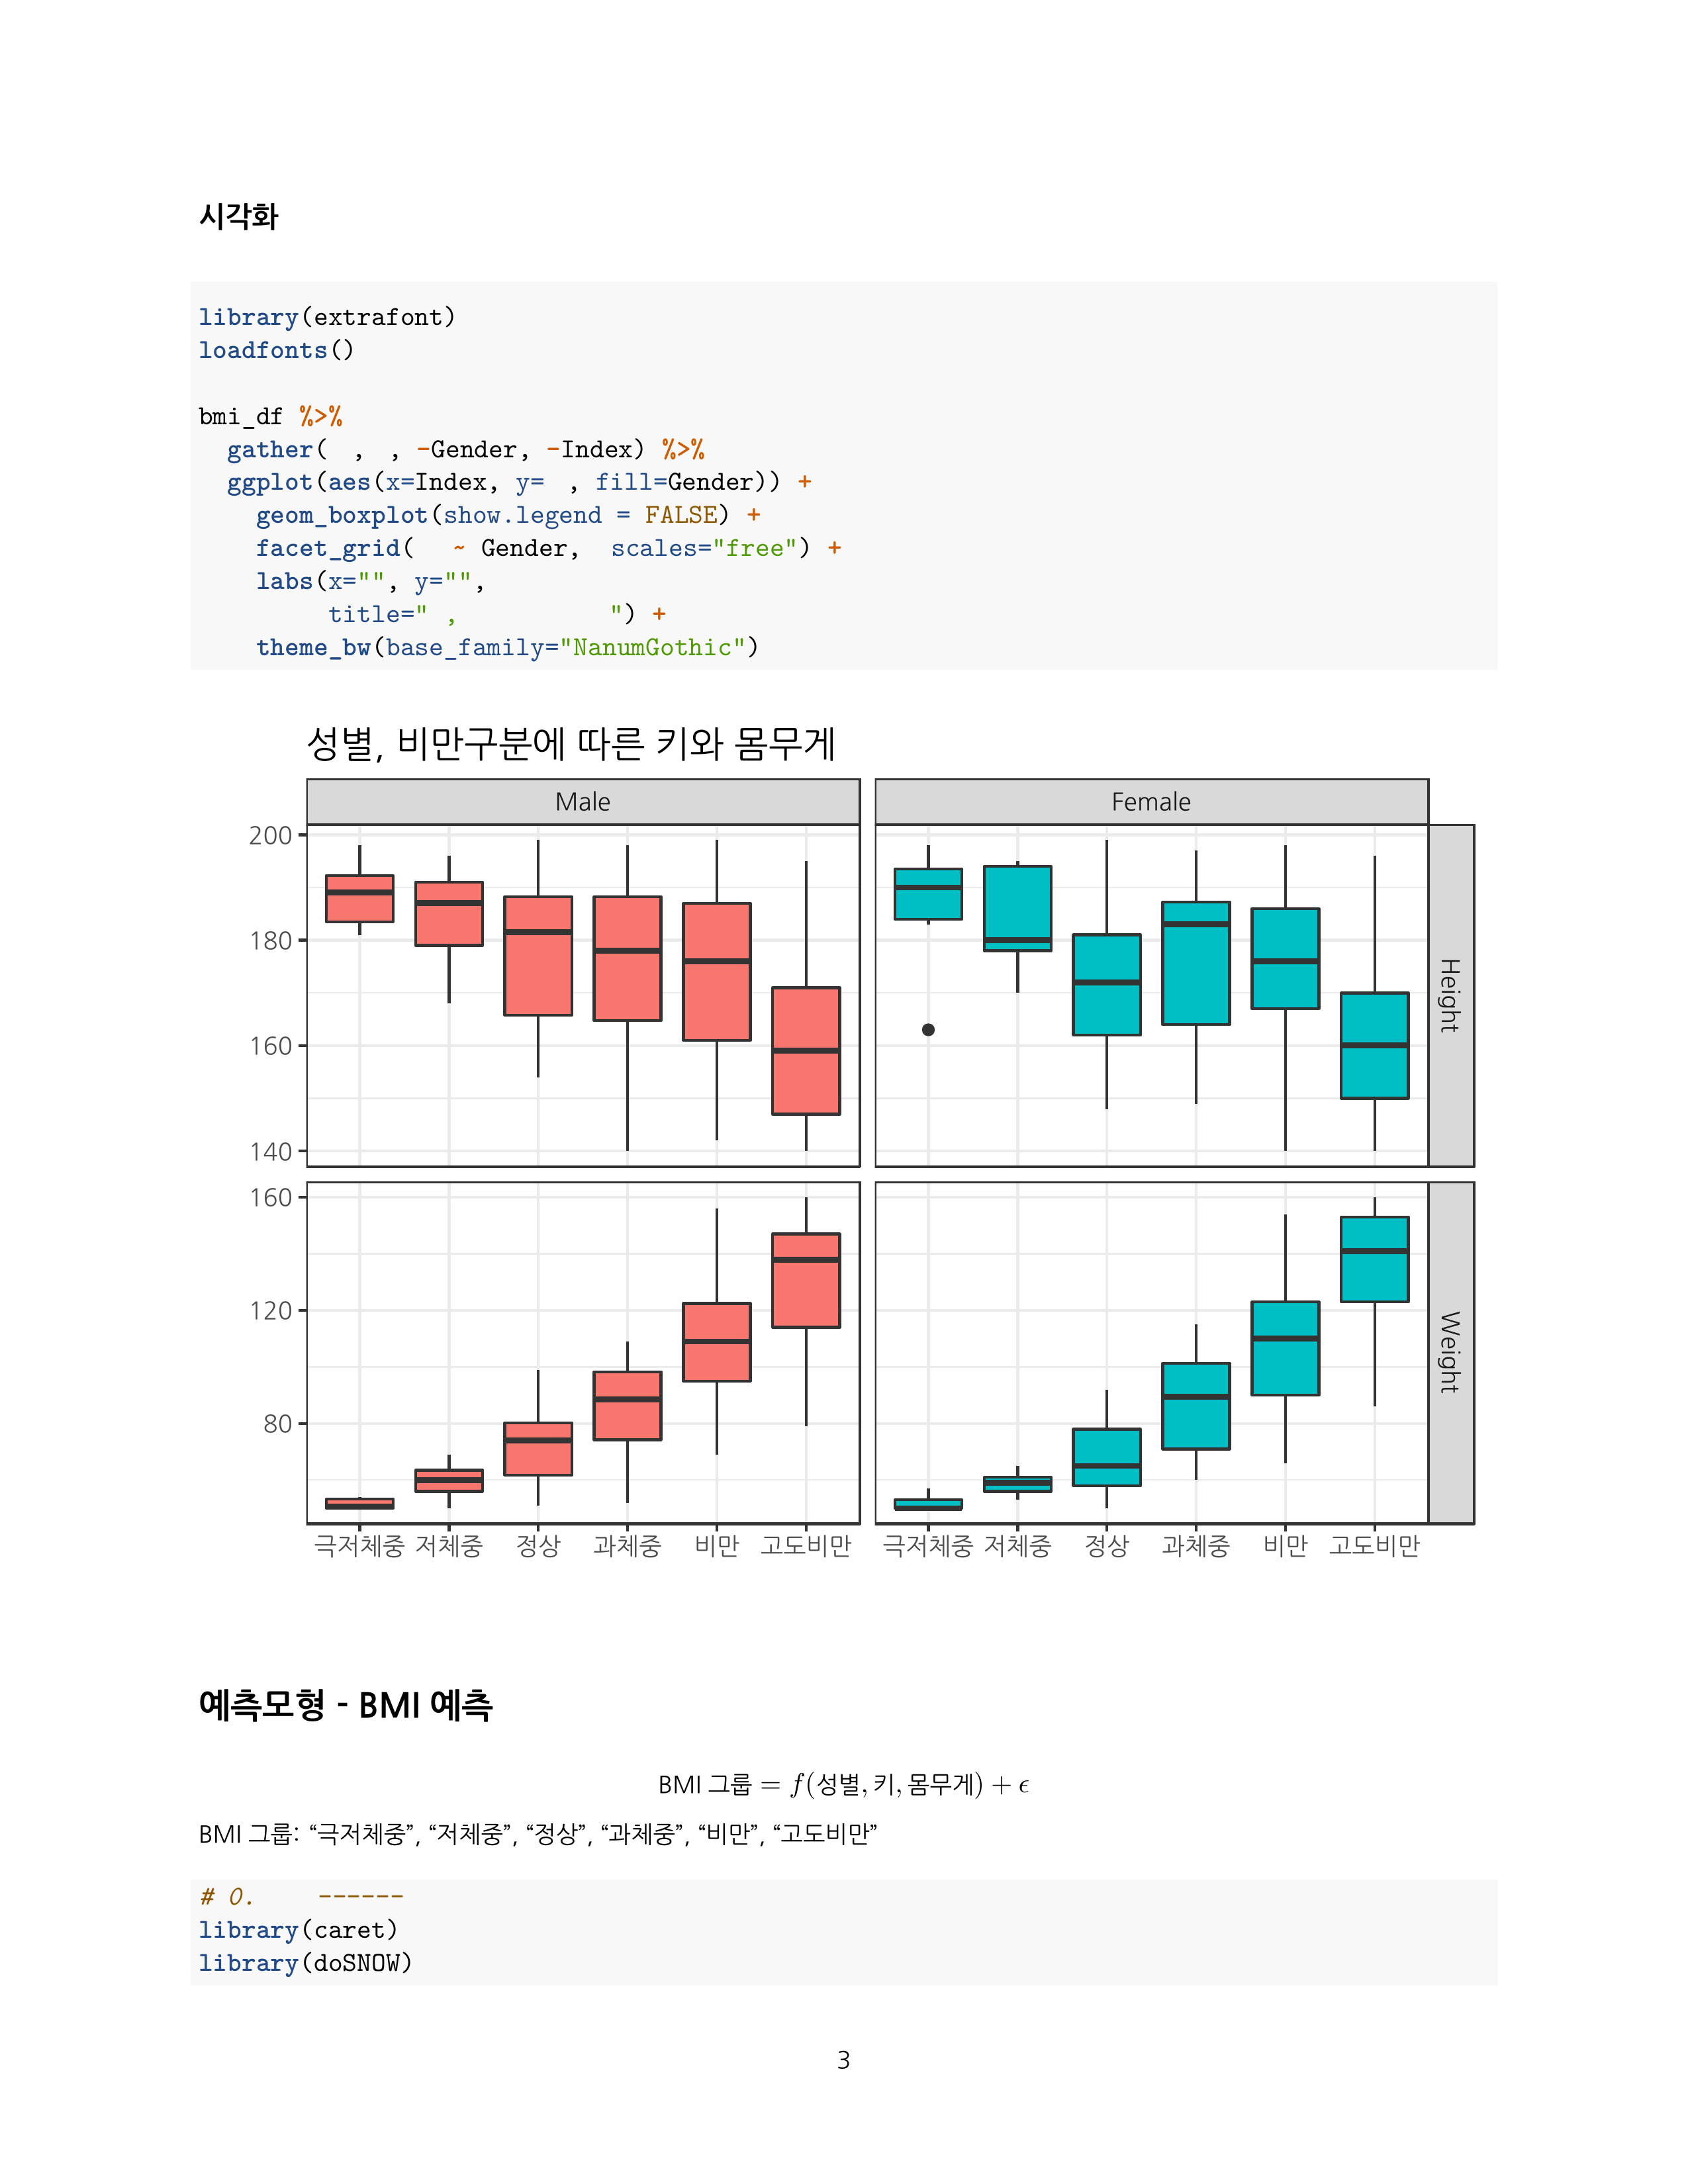 시각화
library(extrafont)
loadfonts()
bmi_df %>%
gather( , , -Gender, -Index) %>%
ggplot(aes(x=Index, y= , fill=Gender)) +
geom_boxplot(show.legend = FALSE) +
facet_grid( ~ Gender, scales="free") +
labs(x="", y="",
title=" , ") +
theme_bw(base_family="NanumGothic")
성별, 비만구분에 따른 키와 몸무게
Male Female
200
180
160
140
Height
160
120
80
Weight
극저체중 저체중 정상 과체중 비만 고도비만 극저체중 저체중 정상 과체중 비만 고도비만
예측모형 - BMI 예측
BMI 그룹 = f(성별, 키, 몸무게) + ϵ
BMI 그룹: “극저체중”, “저체중”, “정상”, “과체중”, “비만”, “고도비만”
# 0. ------
library(caret)
library(doSNOW)
3